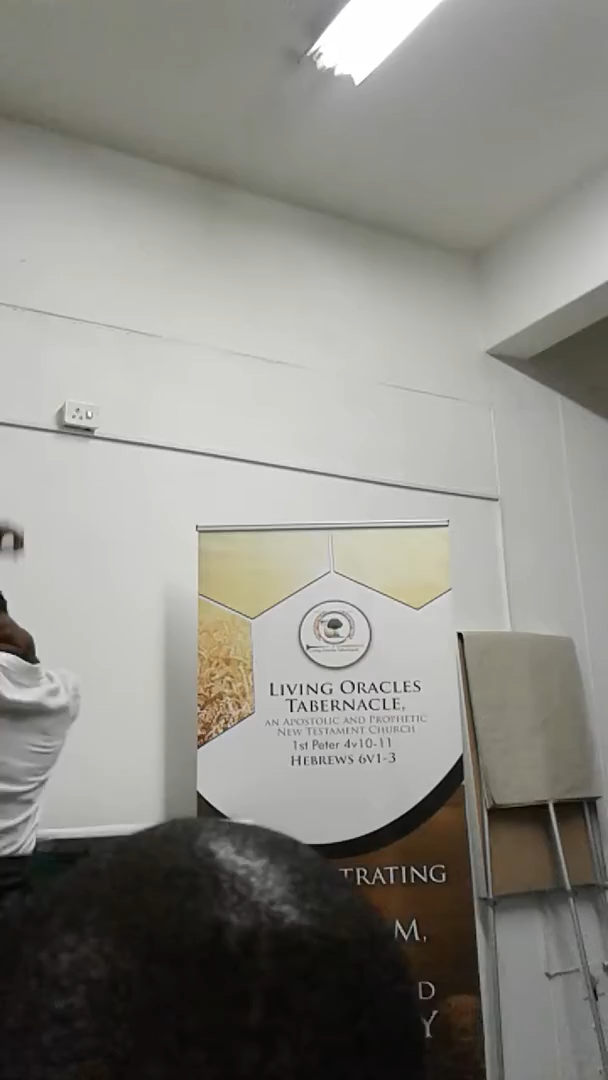 LIVING ORACLES
TABERNACLE,
AN APOSTOLIC AND PROPHETIC
NEW TESTAMENT CHURCH
1st Peter 4v10-11
HEBREWS 6V1-3
TRATING
M,
D
Y